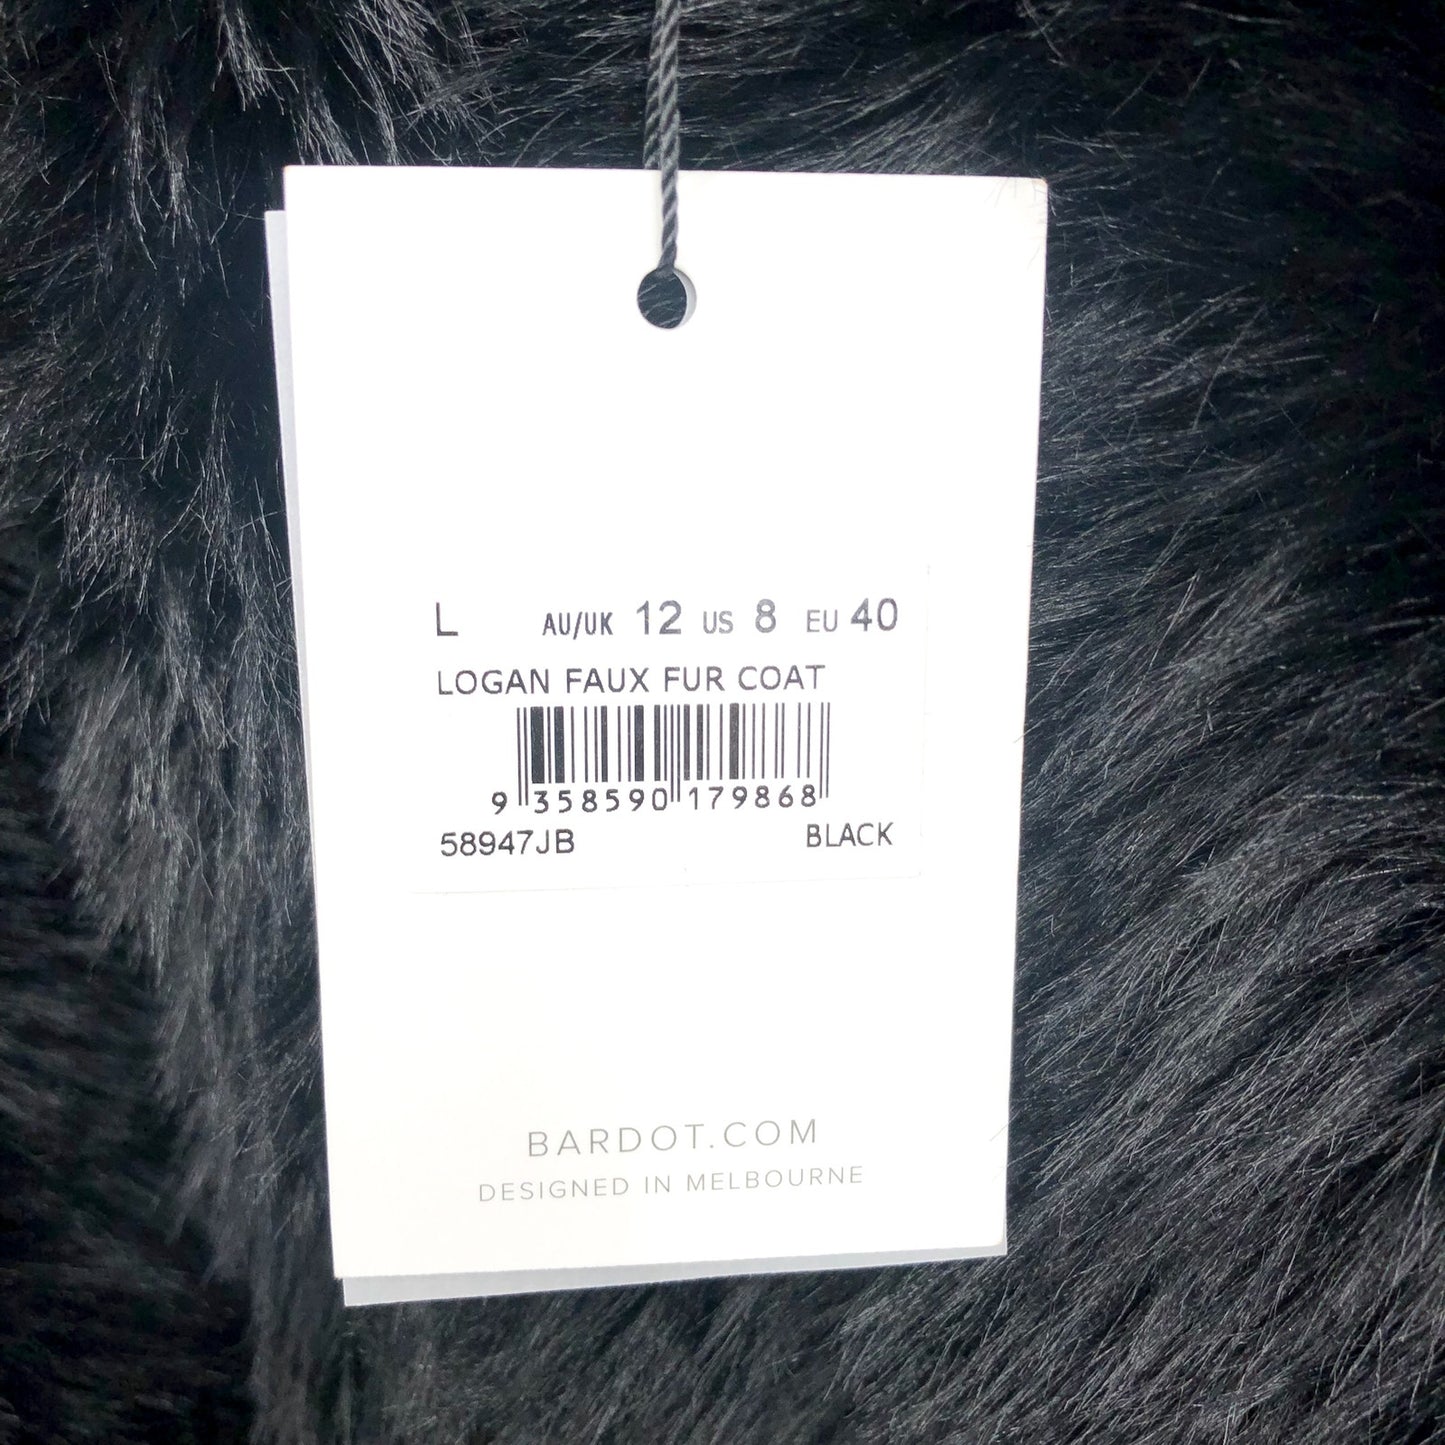 L AU/UK 12 US 8 EU 40
LOGAN FAUX FUR COAT
9 358590 179868
58947JB BLACK
BARDOT.COM
DESIGNED IN MELBOURNE